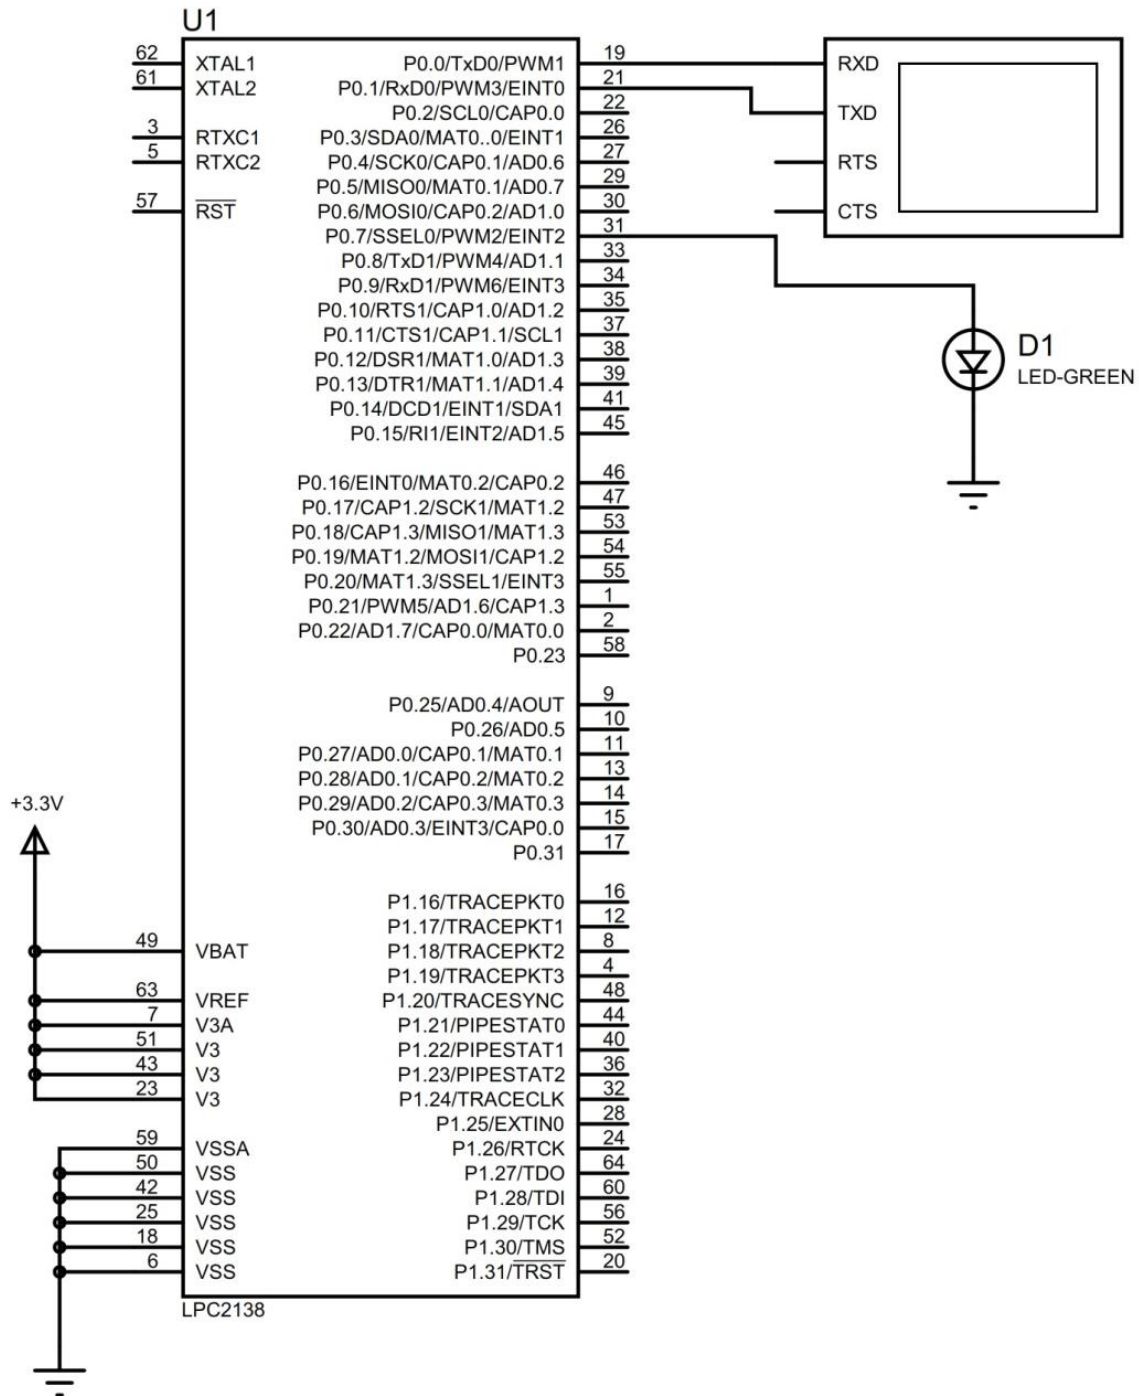 U1
62 XTAL1 P0.0/TxD0/PWM1 19 RXD
61 XTAL2 P0.1/RxD0/PWM3/EINT0 21
P0.2/SCL0/CAP0.0 22 TXD
3 RTXC1 P0.3/SDA0/MAT0..0/EINT1 26
5 RTXC2 P0.4/SCK0/CAP0.1/AD0.6 27 RTS
P0.5/MISO0/MAT0.1/AD0.7 29
57 RST P0.6/MOSI0/CAP0.2/AD1.0 30 CTS
P0.7/SSEL0/PWM2/EINT2 31
P0.8/TxD1/PWM4/AD1.1 33
P0.9/RxD1/PWM6/EINT3 34
P0.10/RTS1/CAP1.0/AD1.2 35
P0.11/CTS1/CAP1.1/SCL1 37
D1
P0.12/DSR1/MAT1.0/AD1.3 38
LED-GREEN
P0.13/DTR1/MAT1.1/AD1.4 39
P0.14/DCD1/EINT1/SDA1 41
P0.15/RI1/EINT2/AD1.5 45
P0.16/EINT0/MAT0.2/CAP0.2 46
P0.17/CAP1.2/SCK1/MAT1.2 47
P0.18/CAP1.3/MISO1/MAT1.3 53
P0.19/MAT1.2/MOSI1/CAP1.2 54
P0.20/MAT1.3/SSEL1/EINT3 55
P0.21/PWM5/AD1.6/CAP1.3 1
P0.22/AD1.7/CAP0.0/MAT0.0 2
P0.23 58
P0.25/AD0.4/AOUT 9
P0.26/AD0.5 10
P0.27/AD0.0/CAP0.1/MAT0.1 11
P0.28/AD0.1/CAP0.2/MAT0.2 13
+3.3V P0.29/AD0.2/CAP0.3/MAT0.3 14
P0.30/AD0.3/EINT3/CAP0.0 15
P0.31 17
P1.16/TRACEPKT0 16
P1.17/TRACEPKT1 12
49 VBAT P1.18/TRACEPKT2 8
P1.19/TRACEPKT3 4
63 VREF P1.20/TRACESYNC 48
7 V3A P1.21/PIPESTAT0 44
51 V3 P1.22/PIPESTAT1 40
43 V3 P1.23/PIPESTAT2 36
23 V3 P1.24/TRACECLK 32
P1.25/EXTIN0 28
59 VSSA P1.26/RTCK 24
50 VSS P1.27/TDO 64
42 VSS P1.28/TDI 60
25 VSS P1.29/TCK 56
18 VSS P1.30/TMS 52
6 VSS P1.31/TRST 20
LPC2138